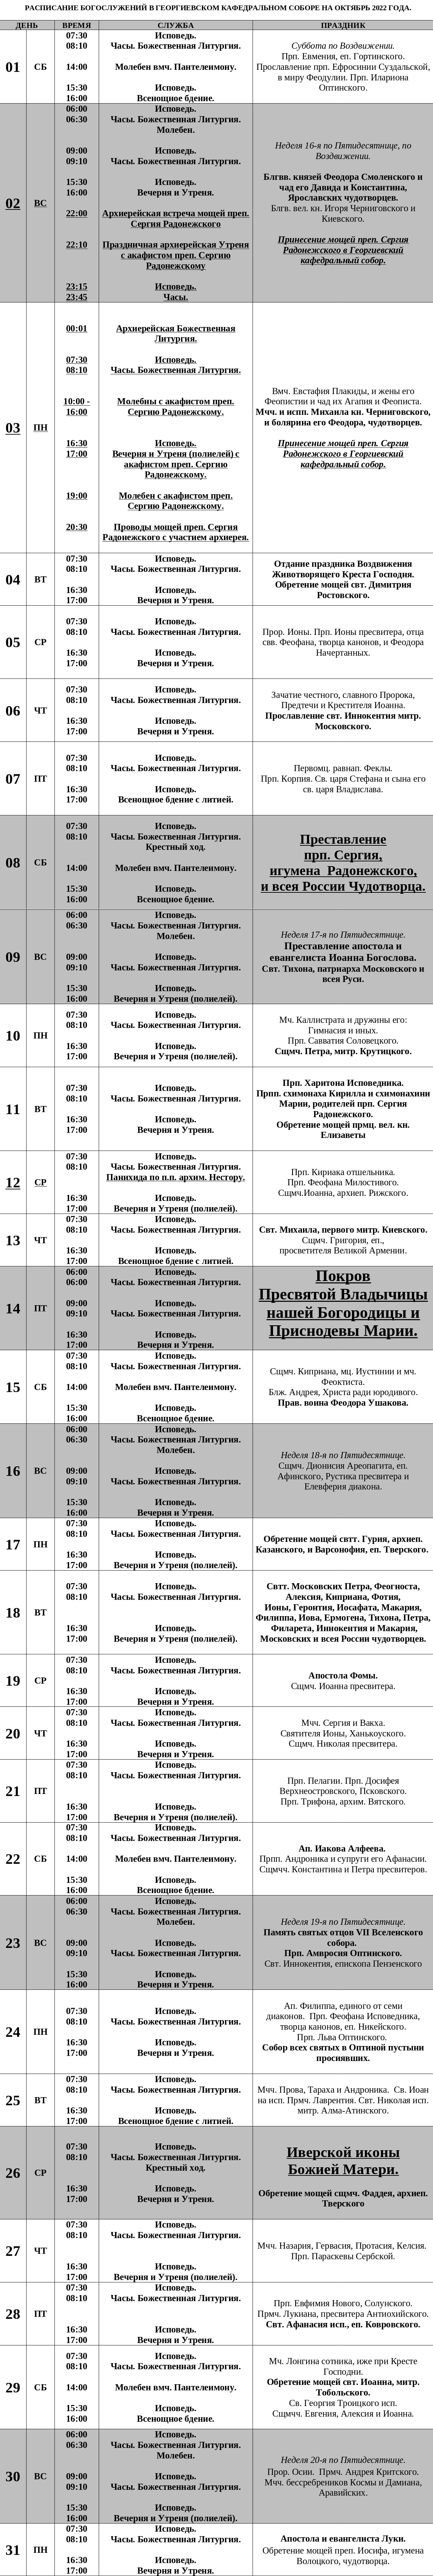 РАСПИСАНИЕ БОГОСЛУЖЕНИЙ В ГЕОРГИЕВСКОМ КАФЕДРАЛЬНОМ СОБОРЕ НА ОКТЯБРЬ 2022 ГОДА.
ДЕНЬ ВРЕМЯ СЛУЖБА ПРАЗДНИК
01 СБ
07:30 Исповедь.
08:10 Часы. Божественная Литургия.
14:00 Молебен вмч. Пантелеимону.
15:30 Исповедь.
16:00 Всенощное бдение.
Суббота по Воздвижении.
Прп. Евмения, еп. Гортинского.
Прославление прп. Ефросинии Суздальской,
в миру Феодулии. Прп. Илариона
Оптинского.
02 ВС
06:00 Исповедь.
06:30 Часы. Божественная Литургия.
Молебен.
09:00 Исповедь.
09:10 Часы. Божественная Литургия.
15:30 Исповедь.
16:00 Вечерня и Утреня.
22:00 Архиерейская встреча мощей преп.
Сергия Радонежского
22:10 Праздничная архиерейская Утреня
с акафистом преп. Сергию
Радонежскому
23:15 Исповедь.
23:45 Часы.
Неделя 16-я по Пятидесятнице, по
Воздвижении.
Блгвв. князей Феодора Смоленского и
чад его Давида и Константина,
Ярославских чудотворцев.
Блгв. вел. кн. Игоря Черниговского и
Киевского.
Принесение мощей преп. Сергия
Радонежского в Георгиевский
кафедральный собор.
03 ПН
00:01 Архиерейская Божественная
Литургия.
07:30 Исповедь.
08:10 Часы. Божественная Литургия.
10:00 - Молебны с акафистом преп.
16:00 Сергию Радонежскому.
16:30 Исповедь.
17:00 Вечерня и Утреня (полиелей) с
акафистом преп. Сергию
Радонежскому.
19:00 Молебен с акафистом преп.
Сергию Радонежскому.
20:30 Проводы мощей преп. Сергия
Радонежского с участием архиерея.
Вмч. Евстафия Плакиды, и жены его
Феопистии и чад их Агапия и Феописта.
Мчч. и испп. Михаила кн. Черниговского,
и болярина его Феодора, чудотворцев.
Принесение мощей преп. Сергия
Радонежского в Георгиевский
кафедральный собор.
04 ВТ
07:30 Исповедь.
08:10 Часы. Божественная Литургия.
16:30 Исповедь.
17:00 Вечерня и Утреня.
Отдание праздника Воздвижения
Животворящего Креста Господня.
Обретение мощей свт. Димитрия
Ростовского.
05 СР
07:30 Исповедь.
08:10 Часы. Божественная Литургия.
16:30 Исповедь.
17:00 Вечерня и Утреня.
Прор. Ионы. Прп. Ионы пресвитера, отца
свв. Феофана, творца канонов, и Феодора
Начертанных.
06 ЧТ
07:30 Исповедь.
08:10 Часы. Божественная Литургия.
16:30 Исповедь.
17:00 Вечерня и Утреня.
Зачатие честного, славного Пророка,
Предтечи и Крестителя Иоанна.
Прославление свт. Иннокентия митр.
Московского.
07 ПТ
07:30 Исповедь.
08:10 Часы. Божественная Литургия.
16:30 Исповедь.
17:00 Всенощное бдение с литией.
Первомц. равнап. Феклы.
Прп. Корпия. Св. царя Стефана и сына его
св. царя Владислава.
08 СБ
07:30 Исповедь.
08:10 Часы. Божественная Литургия.
Крестный ход.
14:00 Молебен вмч. Пантелеимону.
15:30 Исповедь.
16:00 Всенощное бдение.
Преставление
прп. Сергия,
игумена Радонежского,
и всея России Чудотворца.
09 ВС
06:00 Исповедь.
06:30 Часы. Божественная Литургия.
Молебен.
09:00 Исповедь.
09:10 Часы. Божественная Литургия.
15:30 Исповедь.
16:00 Вечерня и Утреня (полиелей).
Неделя 17-я по Пятидесятнице.
Преставление апостола и
евангелиста Иоанна Богослова.
Свт. Тихона, патриарха Московского и
всея Руси.
10 ПН
07:30 Исповедь.
08:10 Часы. Божественная Литургия.
16:30 Исповедь.
17:00 Вечерня и Утреня (полиелей).
Мч. Каллистрата и дружины его:
Гимнасия и иных.
Прп. Савватия Соловецкого.
Сщмч. Петра, митр. Крутицкого.
11 ВТ
07:30 Исповедь.
08:10 Часы. Божественная Литургия.
16:30 Исповедь.
17:00 Вечерня и Утреня.
Прп. Харитона Исповедника.
Прпп. схимонаха Кирилла и схимонахини
Марии, родителей прп. Сергия
Радонежского.
Обретение мощей прмц. вел. кн.
Елизаветы
12 СР
07:30 Исповедь.
08:10 Часы. Божественная Литургия.
Панихида по п.п. архим. Нестору.
16:30 Исповедь.
17:00 Вечерня и Утреня (полиелей).
Прп. Кириака отшельника.
Прп. Феофана Милостивого.
Сщмч.Иоанна, архиеп. Рижского.
13 ЧТ
07:30 Исповедь.
08:10 Часы. Божественная Литургия.
16:30 Исповедь.
17:00 Всенощное бдение с литией.
Свт. Михаила, первого митр. Киевского.
Сщмч. Григория, еп.,
просветителя Великой Армении.
14 ПТ
06:00 Исповедь.
06:00 Часы. Божественная Литургия.
09:00 Исповедь.
09:10 Часы. Божественная Литургия.
16:30 Исповедь.
17:00 Вечерня и Утреня.
Покров
Пресвятой Владычицы
нашей Богородицы и
Приснодевы Марии.
15 СБ
07:30 Исповедь.
08:10 Часы. Божественная Литургия.
14:00 Молебен вмч. Пантелеимону.
15:30 Исповедь.
16:00 Всенощное бдение.
Сщмч. Киприана, мц. Иустинии и мч.
Феоктиста.
Блж. Андрея, Христа ради юродивого.
Прав. воина Феодора Ушакова.
16 ВС
06:00 Исповедь.
06:30 Часы. Божественная Литургия.
Молебен.
09:00 Исповедь.
09:10 Часы. Божественная Литургия.
15:30 Исповедь.
16:00 Вечерня и Утреня.
Неделя 18-я по Пятидесятнице.
Сщмч. Дионисия Ареопагита, еп.
Афинского, Рустика пресвитера и
Елевферия диакона.
17 ПН
07:30 Исповедь.
08:10 Часы. Божественная Литургия.
16:30 Исповедь.
17:00 Вечерня и Утреня (полиелей).
Обретение мощей свтт. Гурия, архиеп.
Казанского, и Варсонофия, еп. Тверского.
18 ВТ
07:30 Исповедь.
08:10 Часы. Божественная Литургия.
16:30 Исповедь.
17:00 Вечерня и Утреня (полиелей).
Свтт. Московских Петра, Феогноста,
Алексия, Киприана, Фотия,
Ионы, Геронтия, Иосафата, Макария,
Филиппа, Иова, Ермогена, Тихона, Петра,
Филарета, Иннокентия и Макария,
Московских и всея России чудотворцев.
19 СР
07:30 Исповедь.
08:10 Часы. Божественная Литургия.
16:30 Исповедь.
17:00 Вечерня и Утреня.
Апостола Фомы.
Сщмч. Иоанна пресвитера.
20 ЧТ
07:30 Исповедь.
08:10 Часы. Божественная Литургия.
16:30 Исповедь.
17:00 Вечерня и Утреня.
Мчч. Сергия и Вакха.
Святителя Ионы, Ханькоуского.
Сщмч. Николая пресвитера.
21 ПТ
07:30 Исповедь.
08:10 Часы. Божественная Литургия.
16:30 Исповедь.
17:00 Вечерня и Утреня (полиелей).
Прп. Пелагии. Прп. Досифея
Верхнеостровского, Псковского.
Прп. Трифона, архим. Вятского.
22 СБ
07:30 Исповедь.
08:10 Часы. Божественная Литургия.
14:00 Молебен вмч. Пантелеимону.
15:30 Исповедь.
16:00 Всенощное бдение.
Ап. Иакова Алфеева.
Прпп. Андроника и супруги его Афанасии.
Сщмчч. Константина и Петра пресвитеров.
23 ВС
06:00 Исповедь.
06:30 Часы. Божественная Литургия.
Молебен.
09:00 Исповедь.
09:10 Часы. Божественная Литургия.
15:30 Исповедь.
16:00 Вечерня и Утреня.
Неделя 19-я по Пятидесятнице.
Память святых отцов VII Вселенского
собора.
Прп. Амвросия Оптинского.
Свт. Иннокентия, епископа Пензенского
24 ПН
07:30 Исповедь.
08:10 Часы. Божественная Литургия.
16:30 Исповедь.
17:00 Вечерня и Утреня.
Ап. Филиппа, единого от семи
диаконов. Прп. Феофана Исповедника,
творца канонов, еп. Никейского.
Прп. Льва Оптинского.
Собор всех святых в Оптиной пустыни
просиявших.
25 ВТ
07:30 Исповедь.
08:10 Часы. Божественная Литургия.
16:30 Исповедь.
17:00 Всенощное бдение с литией.
Мчч. Прова, Тараха и Андроника. Св. Иоан
на исп. Прмч. Лаврентия. Свт. Николая исп.
митр. Алма-Атинского.
26 СР
07:30 Исповедь.
08:10 Часы. Божественная Литургия.
Крестный ход.
16:30 Исповедь.
17:00 Вечерня и Утреня.
Иверской иконы
Божией Матери.
Обретение мощей сщмч. Фаддея, архиеп.
Тверского
27 ЧТ
07:30 Исповедь.
08:10 Часы. Божественная Литургия.
16:30 Исповедь.
17:00 Вечерня и Утреня (полиелей).
Мчч. Назария, Гервасия, Протасия, Келсия.
Прп. Параскевы Сербской.
28 ПТ
07:30 Исповедь.
08:10 Часы. Божественная Литургия.
16:30 Исповедь.
17:00 Вечерня и Утреня.
Прп. Евфимия Нового, Солунского.
Прмч. Лукиана, пресвитера Антиохийского.
Свт. Афанасия исп., еп. Ковровского.
29 СБ
07:30 Исповедь.
08:10 Часы. Божественная Литургия.
14:00 Молебен вмч. Пантелеимону.
15:30 Исповедь.
16:00 Всенощное бдение.
Мч. Лонгина сотника, иже при Кресте
Господни.
Обретение мощей свт. Иоанна, митр.
Тобольского.
Св. Георгия Троицкого исп.
Сщмчч. Евгения, Алексия и Иоанна.
30 ВС
06:00 Исповедь.
06:30 Часы. Божественная Литургия.
Молебен.
09:00 Исповедь.
09:10 Часы. Божественная Литургия.
15:30 Исповедь.
16:00 Вечерня и Утреня (полиелей).
Неделя 20-я по Пятидесятнице.
Прор. Осии. Прмч. Андрея Критского.
Мчч. бессребреников Космы и Дамиана,
Аравийских.
31 ПН
07:30 Исповедь.
08:10 Часы. Божественная Литургия.
16:30 Исповедь.
17:00 Вечерня и Утреня.
Апостола и евангелиста Луки.
Обретение мощей преп. Иосифа, игумена
Волоцкого, чудотворца.